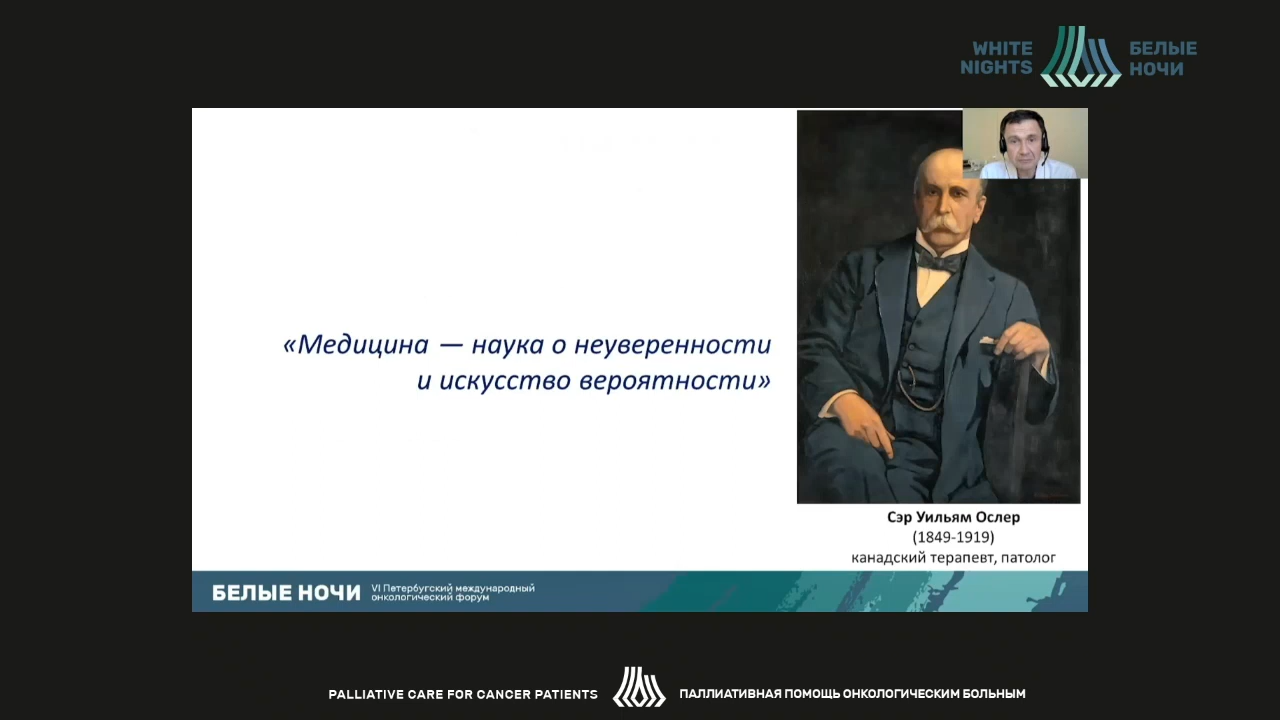 WHITE
NIGHTS
БЕЛЫЕ
НОЧИ
«Медицина — наука о неуверенности
и искусство вероятности»
Сэр Уильям Ослер
(1849-1919)
канадский терапевт, патолог
БЕЛЫЕ НОЧИ
VI Петербугский международный
онкологический форум
PALLIATIVE CARE FOR CANCER PATIENTS
ПАЛЛИАТИВНАЯ ПОМОЩЬ ОНКОЛОГИЧЕСКИМ БОЛЬНЫМ